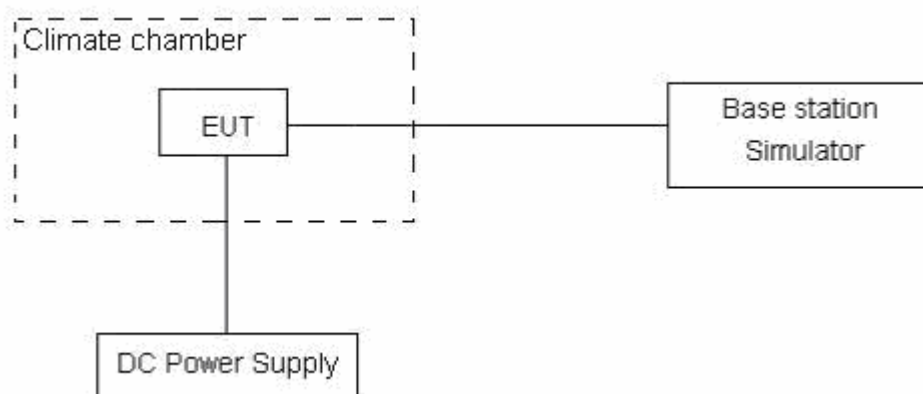 Climate chamber
EUT
Base station
Simulator
DC Power Supply